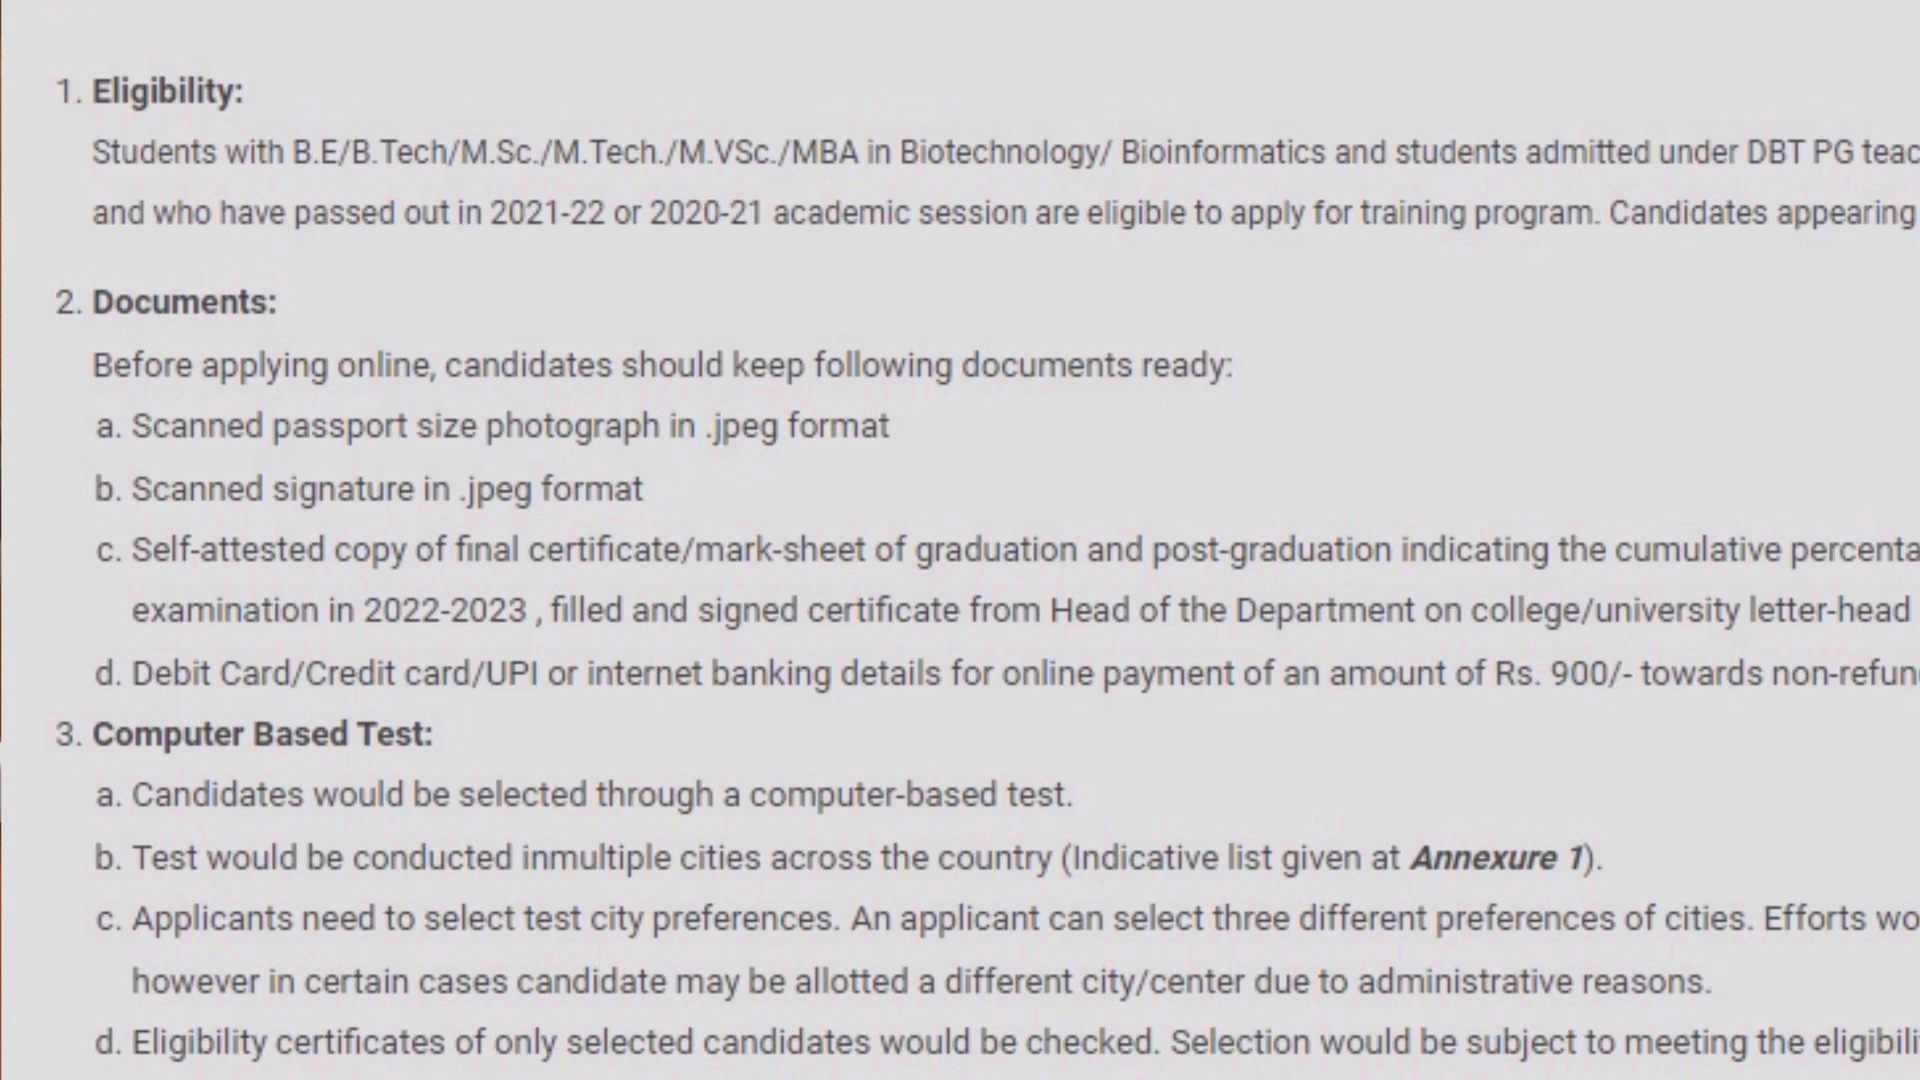 1. Eligibility:
Students with B.E/B.Tech/M.Sc./M.Tech./M.VSc./MBA in Biotechnology/ Bioinformatics and students admitted under DBT PG
and who have passed out in 2021-22 or 2020-21 academic session are eligible to apply for training program. Candidates appearing
2. Documents:
Before applying online, candidates should keep following documents ready:
a. Scanned passport size photograph in .jpeg format
b. Scanned signature in .jpeg format
c. Self-attested copy of final certificate/mark-sheet of graduation and post-graduation indicating the cumulative
examination in 2022-2023 , filled and signed certificate from Head of the Department on college/university letter-head
d. Debit Card/Credit card/UPI or internet banking details for online payment of an amount of Rs. 900/- towards
3. Computer Based Test:
a. Candidates would be selected through a computer-based test.
b. Test would be conducted inmultiple cities across the country (Indicative list given at Annexure 1).
c. Applicants need to select test city preferences. An applicant can select three different preferences of cities. Efforts
however in certain cases candidate may be allotted a different city/center due to administrative reasons.
d. Eligibility certificates of only selected candidates would be checked. Selection would be subject to meeting the